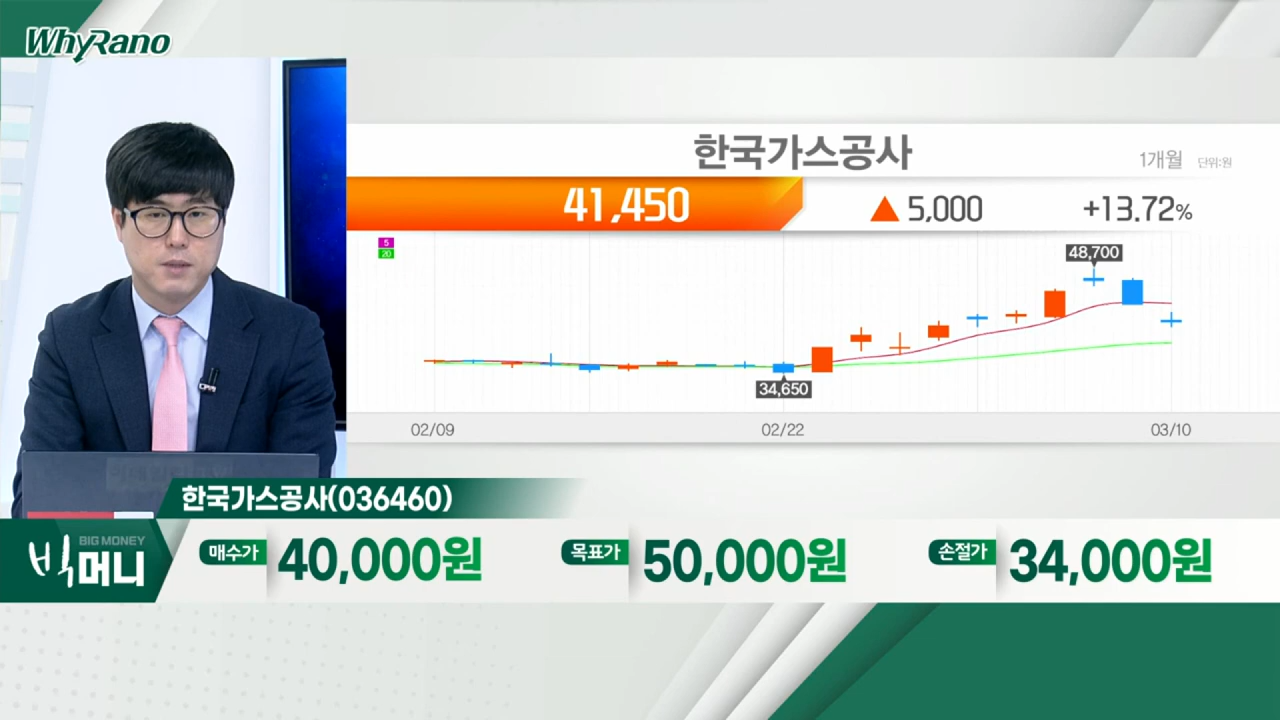 WhyRano
한국가스공사
1개월 단위:원
41,450 ▲ 5,000 +13.72%
5
20
48,700
34,650
02/09 02/22 03/10
한국가스공사(036460)
BIG MONEY
빅머니
매수가 40,000원 목표가 50,000원 손절가 34,000원